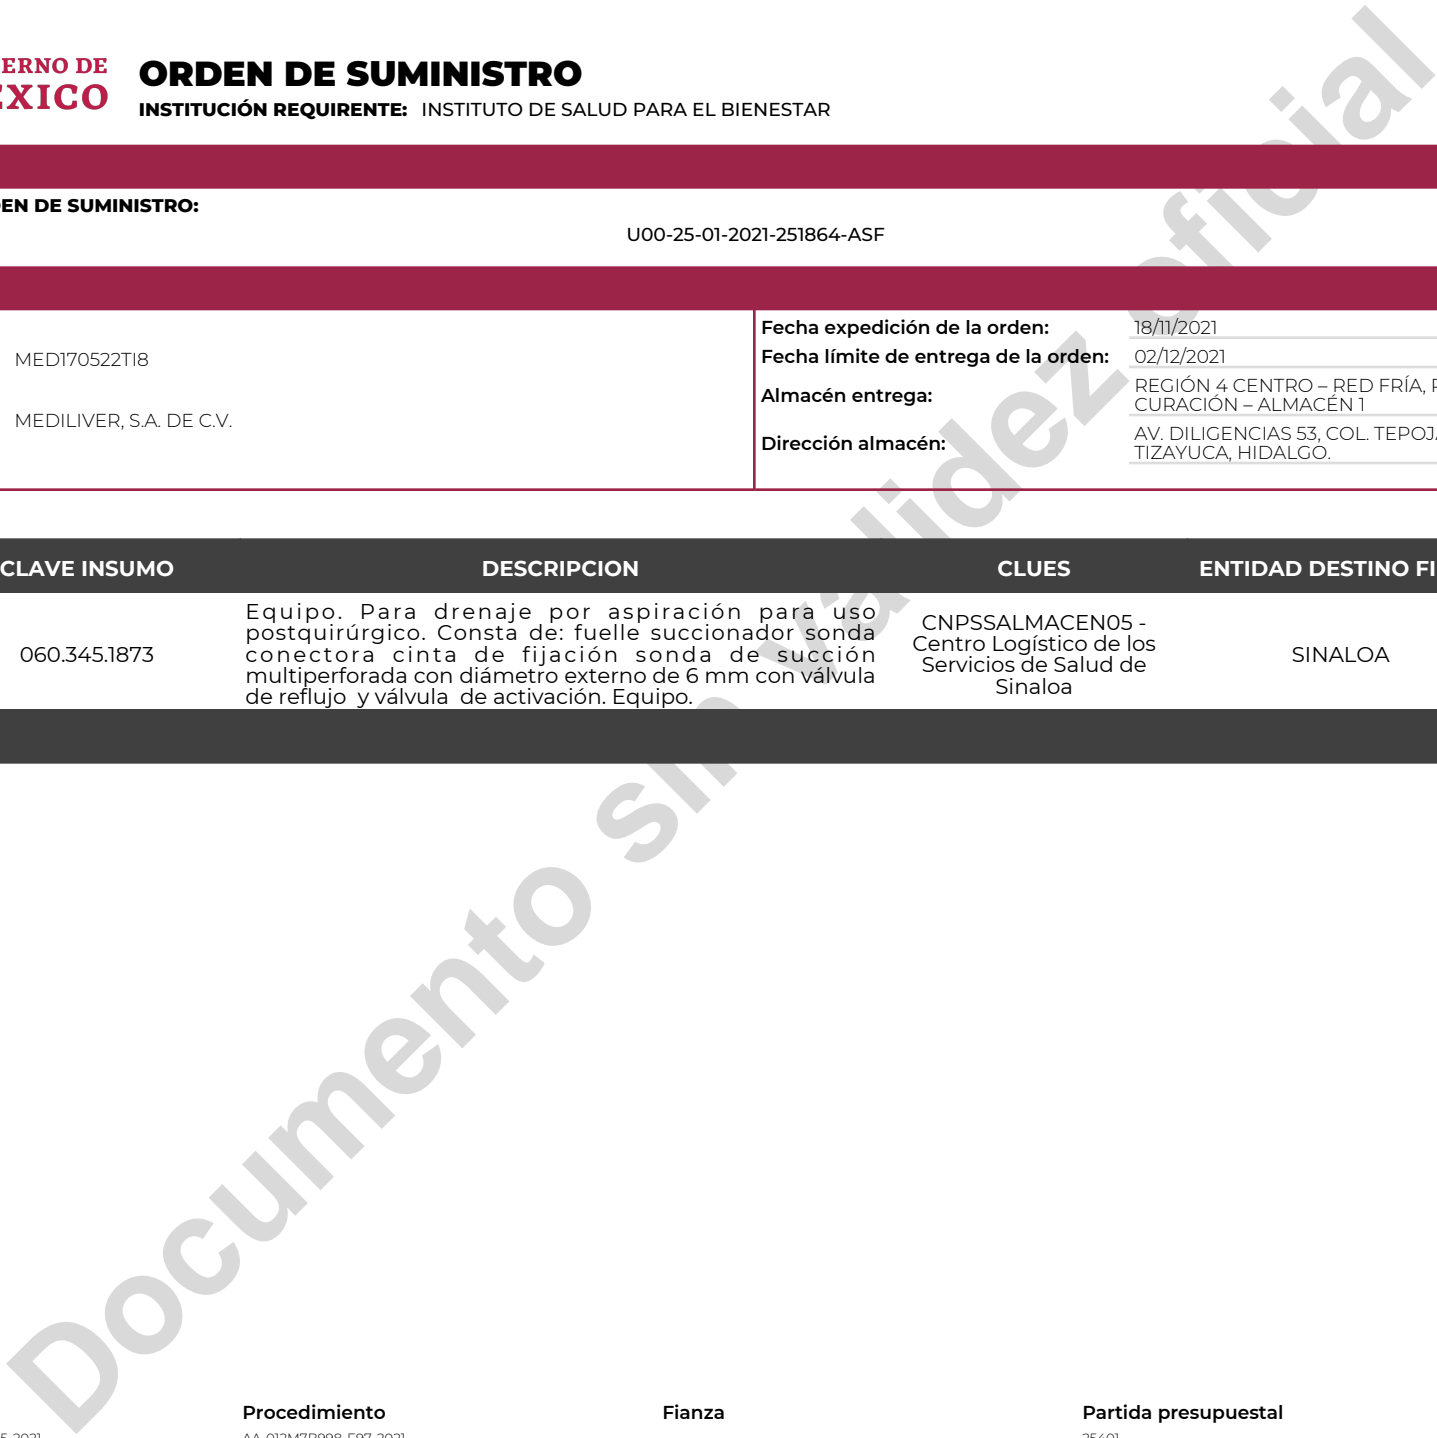 ERNO DE
EXICO
ORDEN DE SUMINISTRO
INSTITUCIÓN REQUIRENTE: INSTITUTO DE SALUD PARA EL BIENESTAR
EN DE SUMINISTRO:
U00-25-01-2021-251864-ASF
MED170522TI8
MEDILIVER, S.A. DE C.V.
Fecha expedición de la orden: 18/11/2021
Fecha límite de entrega de la orden: 02/12/2021
Almacén entrega: REGIÓN 4 CENTRO – RED FRÍA,
CURACIÓN – ALMACÉN 1
Dirección almacén: AV. DILIGENCIAS 53, COL. TEPOJ
TIZAYUCA, HIDALGO.
CLAVE INSUMO DESCRIPCION CLUES ENTIDAD DESTINO FI
060.345.1873
Equipo. Para drenaje por aspiración para uso
postquirúrgico. Consta de: fuelle succionador sonda
conectora cinta de fijación sonda de succión
multiperforada con diámetro externo de 6 mm con válvula
de reflujo y válvula de activación. Equipo.
CNPSSALMACEN05 -
Centro Logístico de los
Servicios de Salud de
Sinaloa
SINALOA
Documento sin validez oficial
Procedimiento Fianza Partida presupuestal